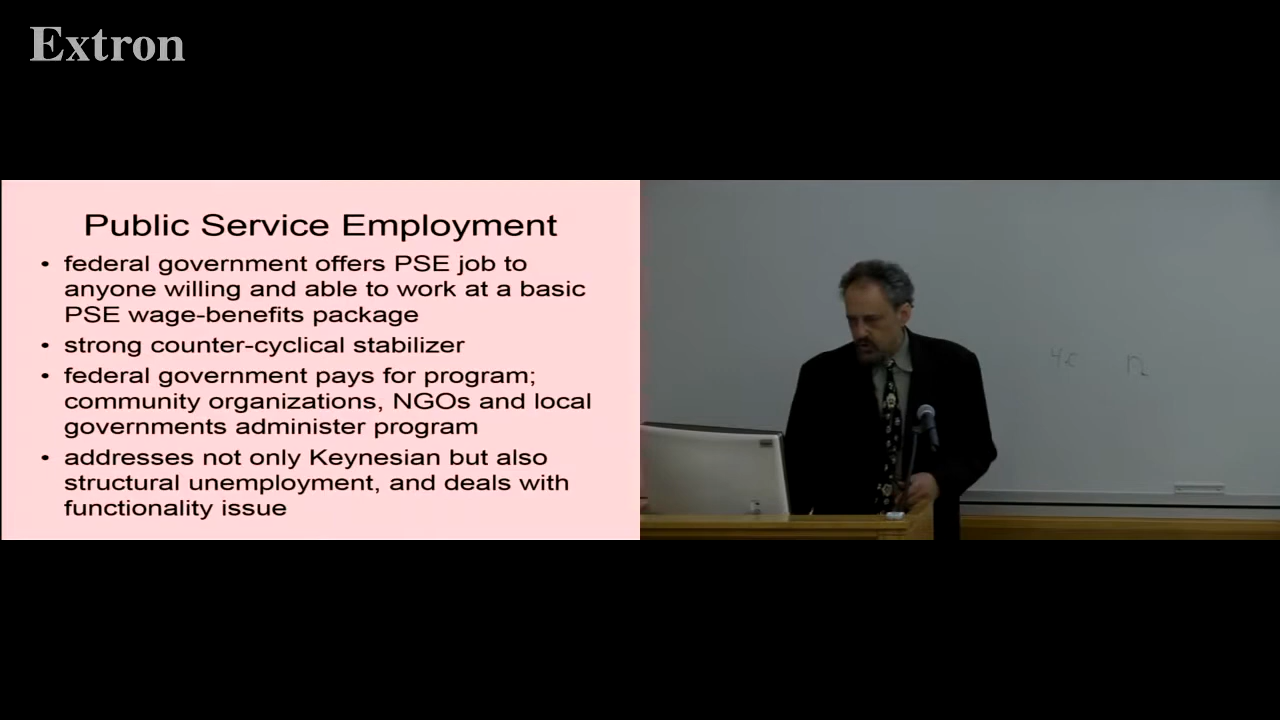 Extron
Public Service Employment
• federal government offers PSE job to
anyone willing and able to work at a basic
PSE wage-benefits package
• strong counter-cyclical stabilizer
• federal government pays for program;
community organizations, NGOs and local
governments administer program
• addresses not only Keynesian but also
structural unemployment, and deals with
functionality issue